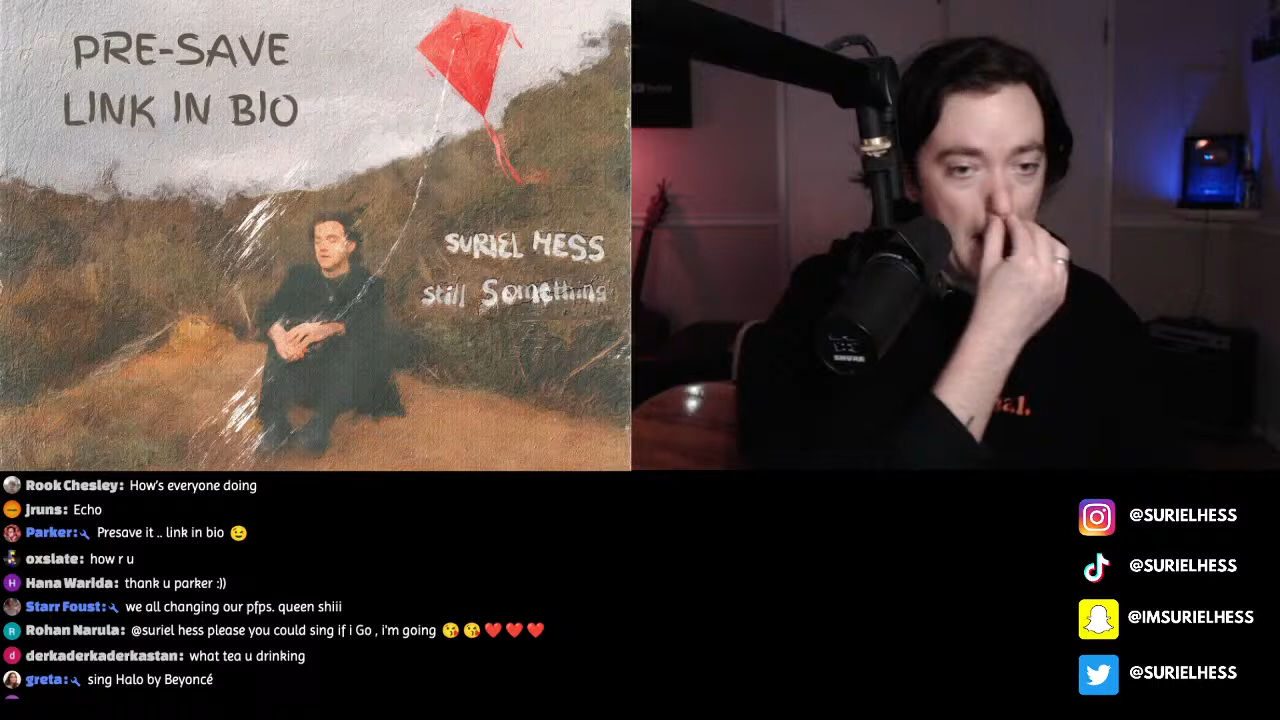 PRE-SAVE
LINK IN BIO
SURIEL HESS
Still Something
SHURE
Rook Chesley: How's everyone doing
jruns: Echo
Parker: Presave it .. link in bio 😉
oxslate: how r u
H Hana Warida: thank u parker :))
Starr Foust: we all changing our pfps. queen shiii
R Rohan Narula: @suriel hess please you could sing if i Go , i'm going 😘 😘 ❤️ ❤️ ❤️
d derkaderkaderkastan: what tea u drinking
greta: sing Halo by Beyoncé
@SURIELHESS
@SURIELHESS
@IMSURIELHESS
@SURIELHESS